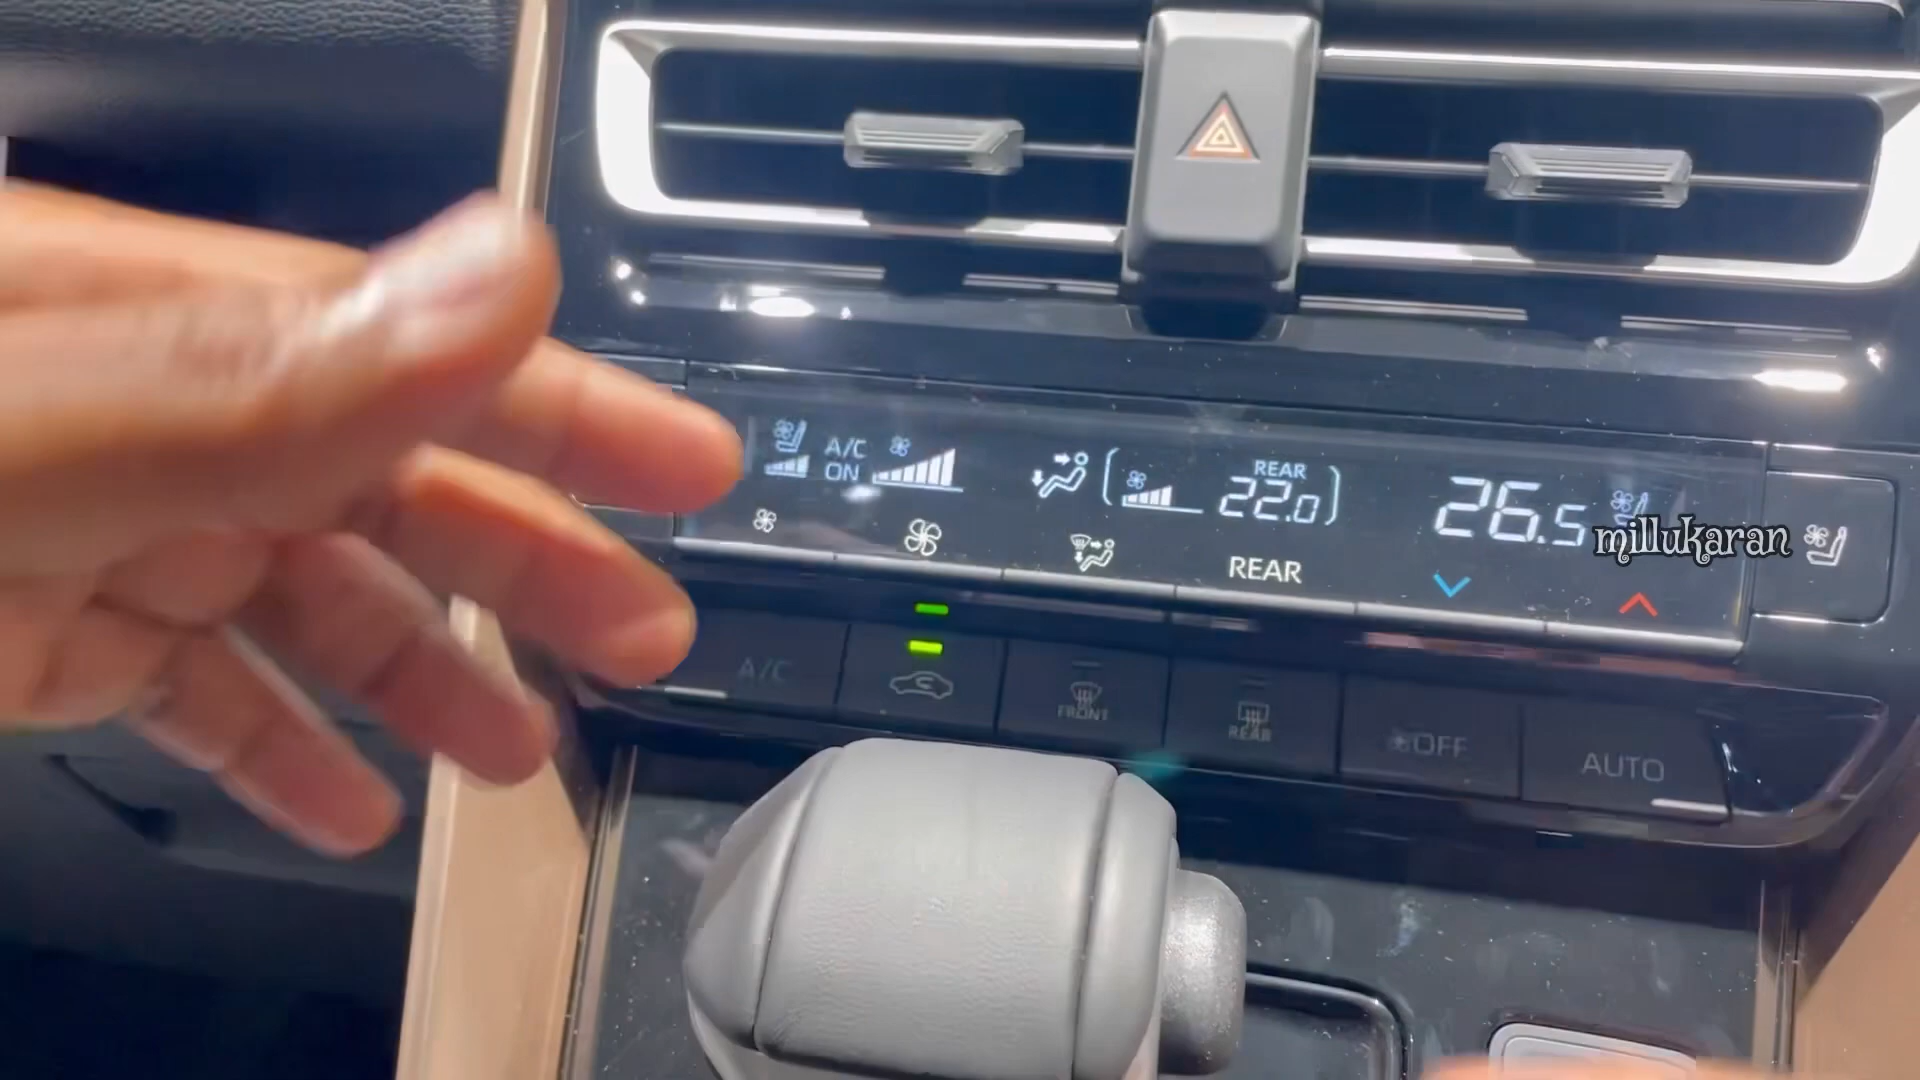 A/C
ON
REAR
22.0
26.5
millukaran
REAR
A/C
FRONT
REAR
OFF
AUTO